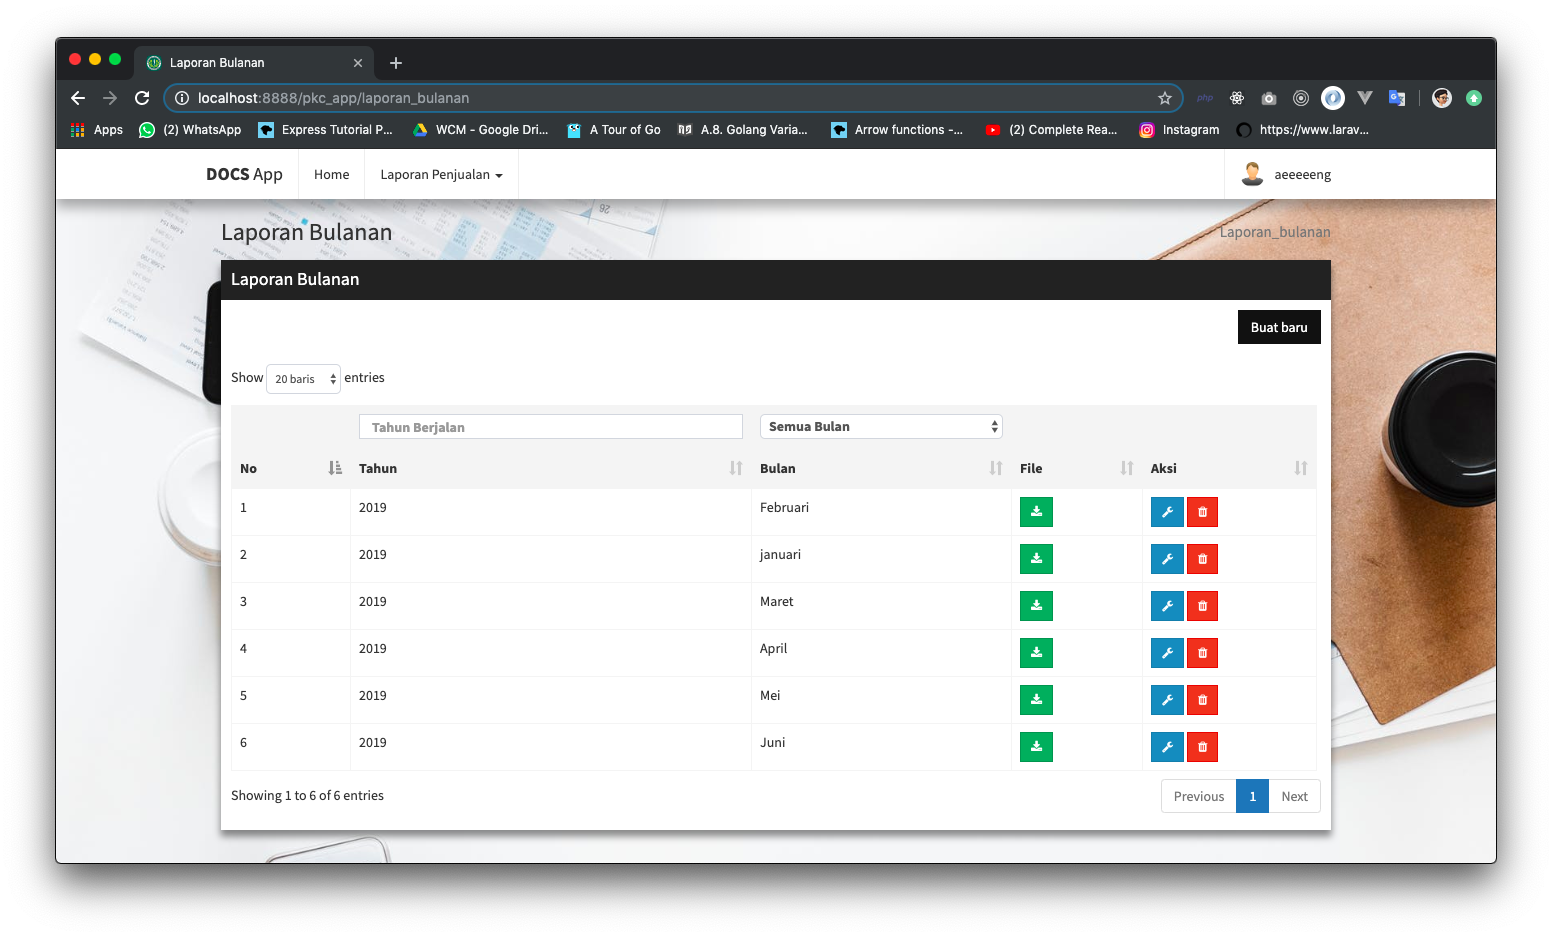 Laporan Bulanan
localhost:8888/pkc_app/laporan_bulanan
php
Apps (2) WhatsApp Express Tutorial P... WCM - Google Dri... A Tour of Go A.8. Golang Varia... Arrow functions -... (2) Complete Rea... Instagram https://www.larav...
DOCS App Home Laporan Penjualan aeeeeeng
Laporan Bulanan Laporan_bulanan
Laporan Bulanan
Buat baru
Show 20 baris entries
Tahun Berjalan Semua Bulan
No Tahun Bulan File Aksi
1 2019 Februari
2 2019 januari
3 2019 Maret
4 2019 April
5 2019 Mei
6 2019 Juni
Showing 1 to 6 of 6 entries Previous 1 Next